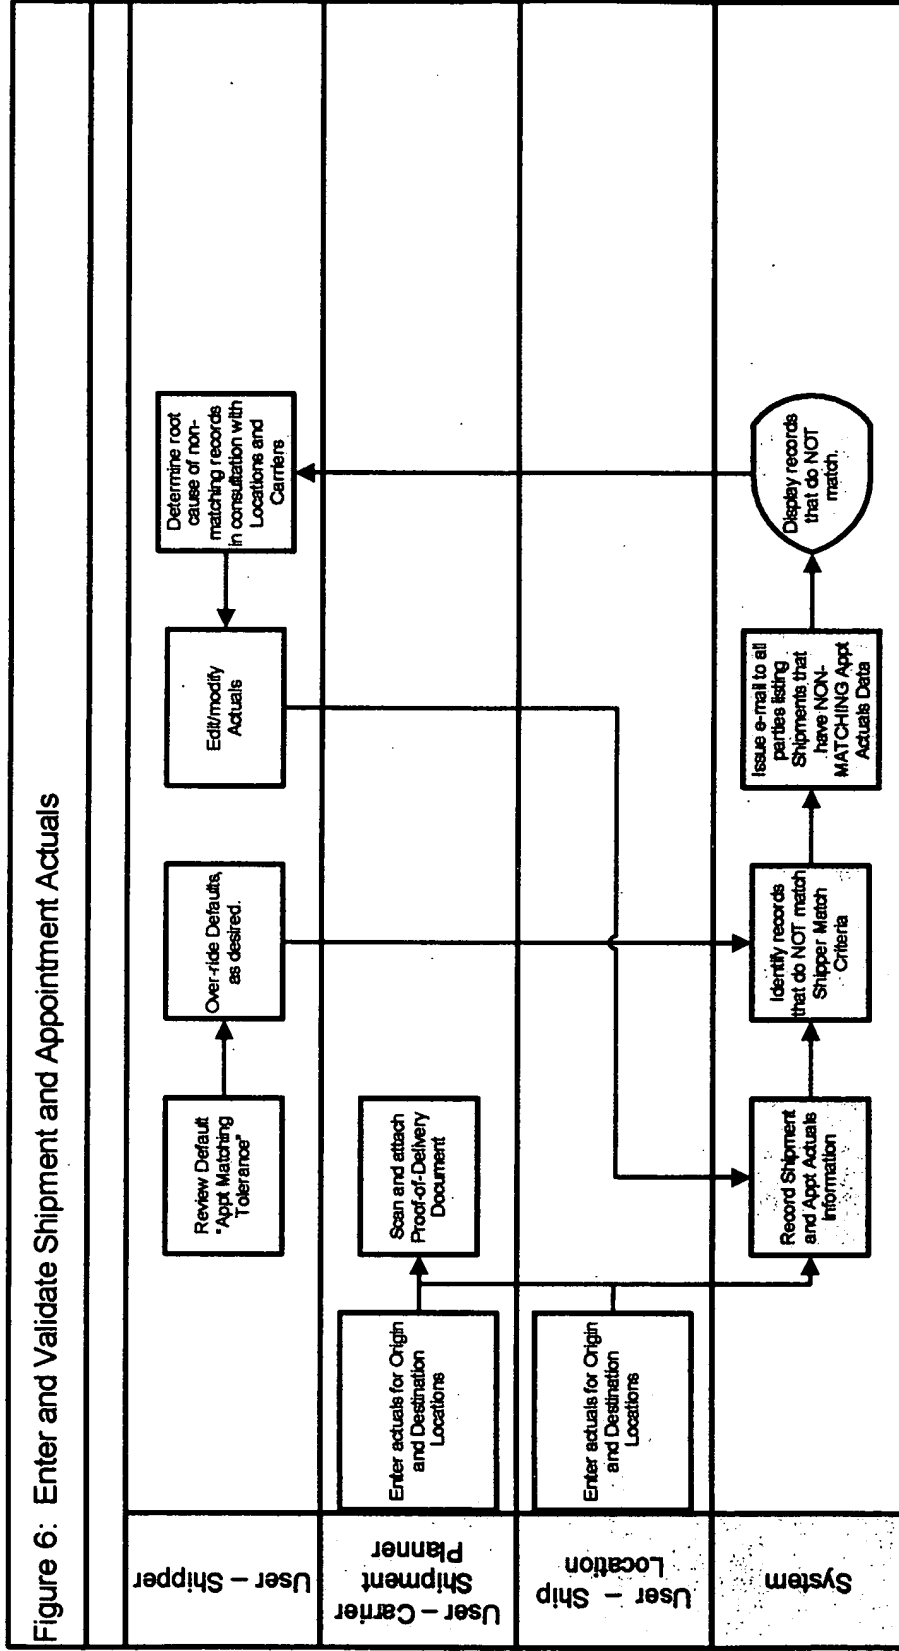 Figure 6: Enter and Validate Shipment and Appointment Actuals
User – Shipper
Review Default
"Appt Matching
Tolerance"
Over-ride Defaults,
as desired.
Edit/modify
Actuals
Determine root
cause of non-
matching records
in consultation with
Locations and
Carriers
User – Carrier
Shipment
Planner
Enter actuals for Origin
and Destination
Locations
Scan and attach
Proof-of-Delivery
Document
User – Ship
Location
Enter actuals for Origin
and Destination
Locations
System
Record Shipment
and Appt Actuals
Information
Identify records
that do NOT match
Shipper Match
Criteria
Issue e-mail to all
parties listing
Shipments that
have NON-
MATCHING Appt
Actuals Data
Display records
that do NOT
match.